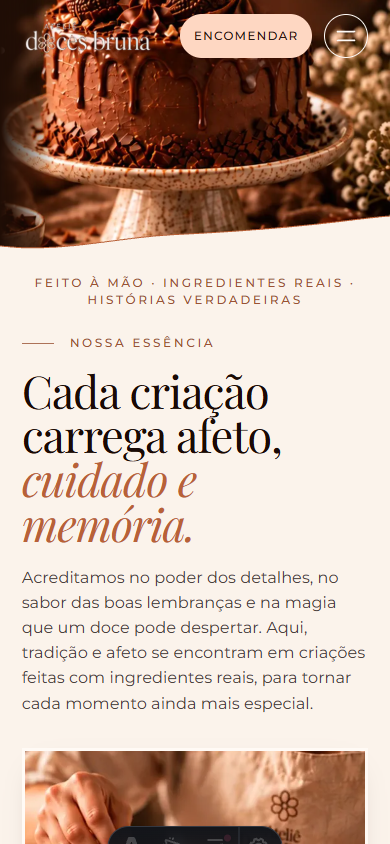 doces bruna
ENCOMENDAR
FEITO À MÃO · INGREDIENTES REAIS ·
HISTÓRIAS VERDADEIRAS
NOSSA ESSÊNCIA
Cada criação
carrega afeto,
cuidado e
memória.
Acreditamos no poder dos detalhes, no
sabor das boas lembranças e na magia
que um doce pode despertar. Aqui,
tradição e afeto se encontram em criações
feitas com ingredientes reais, para tornar
cada momento ainda mais especial.